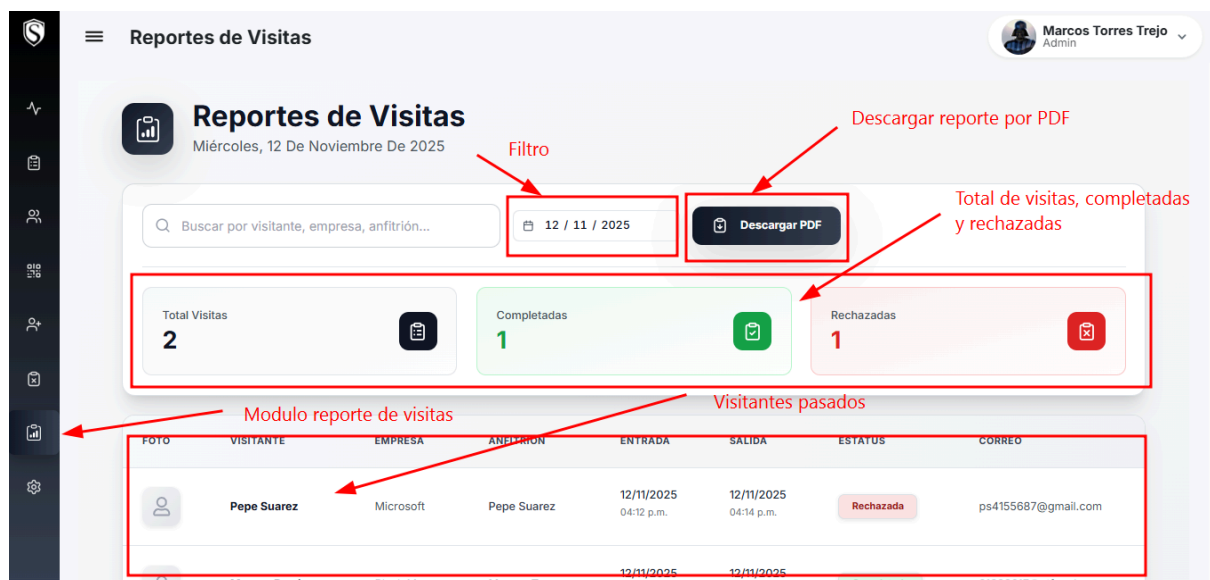 Reportes de Visitas
Marcos Torres Trejo
Admin
Reportes de Visitas
Miércoles, 12 De Noviembre De 2025
Filtro
Descargar reporte por PDF
Total de visitas, completadas
y rechazadas
Buscar por visitante, empresa, anfitrión...
12 / 11 / 2025
Descargar PDF
Total Visitas
2
Completadas
1
Rechazadas
1
Modulo reporte de visitas
Visitantes pasados
FOTO VISITANTE EMPRESA ANFITRIÓN ENTRADA SALIDA ESTATUS CORREO
Pepe Suarez Microsoft Pepe Suarez 12/11/2025 12/11/2025 Rechazada ps4155687@gmail.com
04:12 p.m. 04:14 p.m.
12/11/2025 12/11/2025